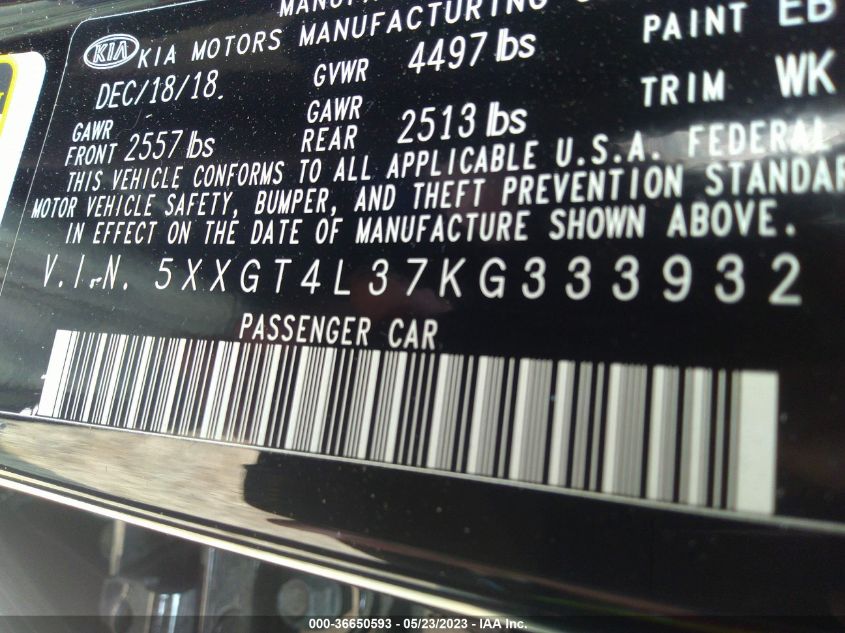 MANUFACTURING
KIA KIA MOTORS MANUFACTURING
DEC/18/18. GVWR 4497 lbs PAINT EB
GAWR FRONT 2557 lbs GAWR REAR 2513 lbs TRIM WK
THIS VEHICLE CONFORMS TO ALL APPLICABLE U.S.A. FEDERAL
MOTOR VEHICLE SAFETY, BUMPER, AND THEFT PREVENTION STANDAR
IN EFFECT ON THE DATE OF MANUFACTURE SHOWN ABOVE.
V.I.N. 5XXGT4L37KG333932
PASSENGER CAR
000-36650593 — 05/23/2023 — IAA Inc.